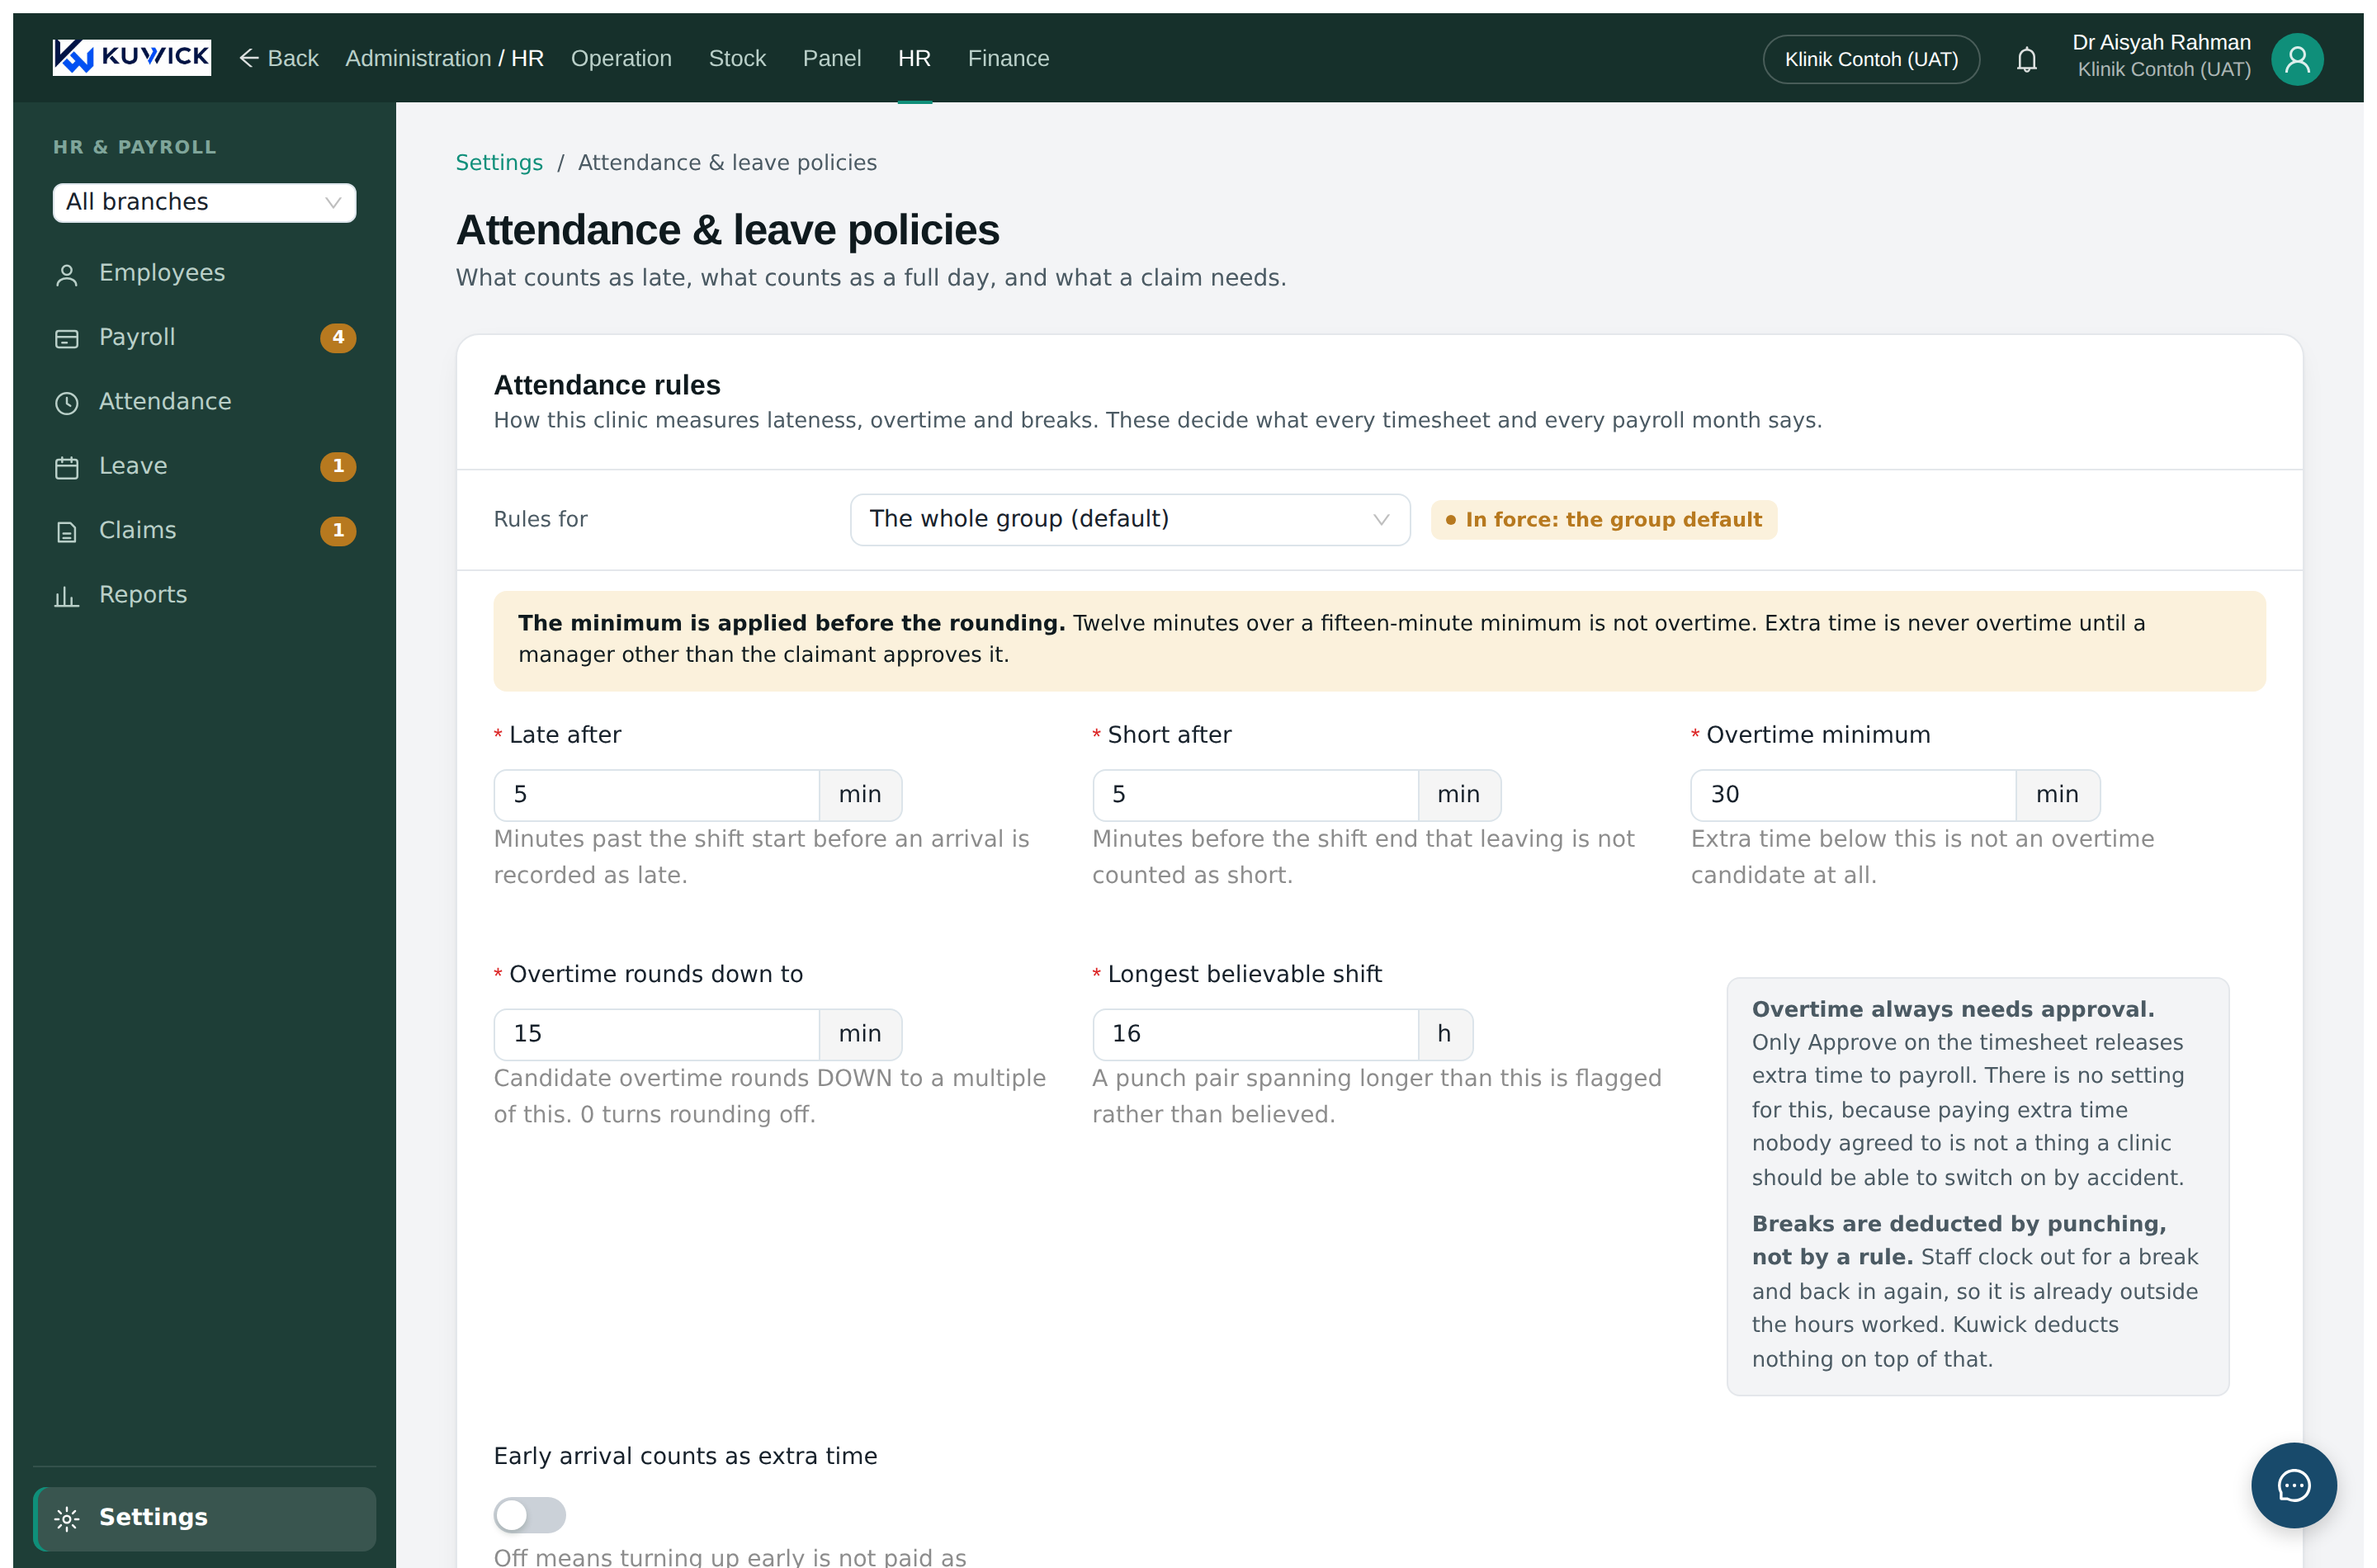 KUWICK
Back
Administration / HR
Operation
Stock
Panel
HR
Finance
Klinik Contoh (UAT)
Dr Aisyah Rahman
Klinik Contoh (UAT)
HR & PAYROLL
All branches
Employees
Payroll 4
Attendance
Leave 1
Claims 1
Reports
Settings
Settings / Attendance & leave policies
Attendance & leave policies
What counts as late, what counts as a full day, and what a claim needs.
Attendance rules
How this clinic measures lateness, overtime and breaks. These decide what every timesheet and every payroll month says.
Rules for
The whole group (default)
In force: the group default
The minimum is applied before the rounding. Twelve minutes over a fifteen-minute minimum is not overtime. Extra time is never overtime until a
manager other than the claimant approves it.
* Late after
5 min
Minutes past the shift start before an arrival is
recorded as late.
* Short after
5 min
Minutes before the shift end that leaving is not
counted as short.
* Overtime minimum
30 min
Extra time below this is not an overtime
candidate at all.
* Overtime rounds down to
15 min
Candidate overtime rounds DOWN to a multiple
of this. 0 turns rounding off.
* Longest believable shift
16 h
A punch pair spanning longer than this is flagged
rather than believed.
Overtime always needs approval.
Only Approve on the timesheet releases
extra time to payroll. There is no setting
for this, because paying extra time
nobody agreed to is not a thing a clinic
should be able to switch on by accident.
Breaks are deducted by punching,
not by a rule. Staff clock out for a break
and back in again, so it is already outside
the hours worked. Kuwick deducts
nothing on top of that.
Early arrival counts as extra time
Off means turning up early is not paid as